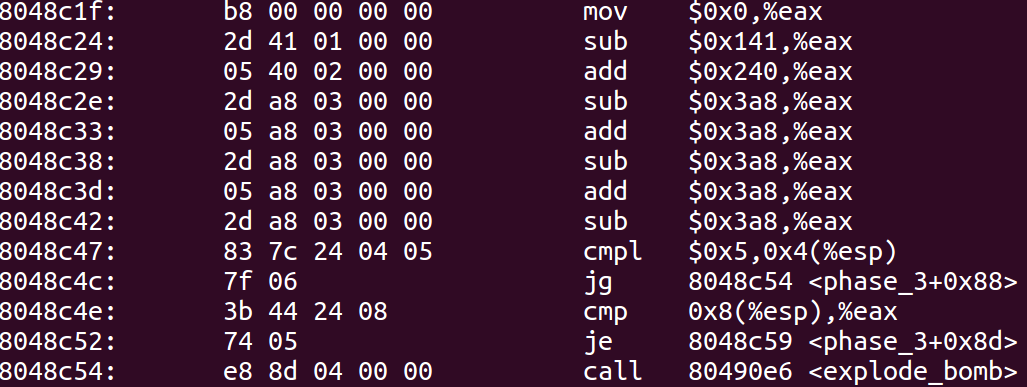 8048c1f: b8 00 00 00 00 mov $0x0,%eax
8048c24: 2d 41 01 00 00 sub $0x141,%eax
8048c29: 05 40 02 00 00 add $0x240,%eax
8048c2e: 2d a8 03 00 00 sub $0x3a8,%eax
8048c33: 05 a8 03 00 00 add $0x3a8,%eax
8048c38: 2d a8 03 00 00 sub $0x3a8,%eax
8048c3d: 05 a8 03 00 00 add $0x3a8,%eax
8048c42: 2d a8 03 00 00 sub $0x3a8,%eax
8048c47: 83 7c 24 04 05 cmpl $0x5,0x4(%esp)
8048c4c: 7f 06 jg 8048c54 <phase_3+0x88>
8048c4e: 3b 44 24 08 cmp 0x8(%esp),%eax
8048c52: 74 05 je 8048c59 <phase_3+0x8d>
8048c54: e8 8d 04 00 00 call 80490e6 <explode_bomb>